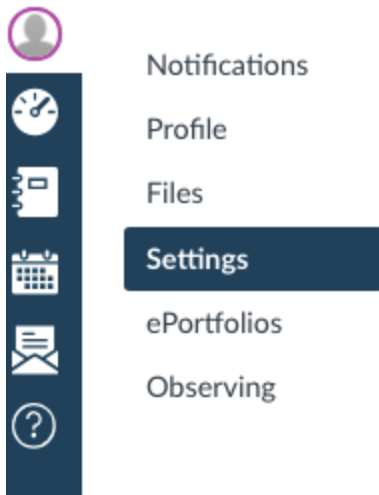 Notifications
Profile
Files
Settings
ePortfolios
Observing
?